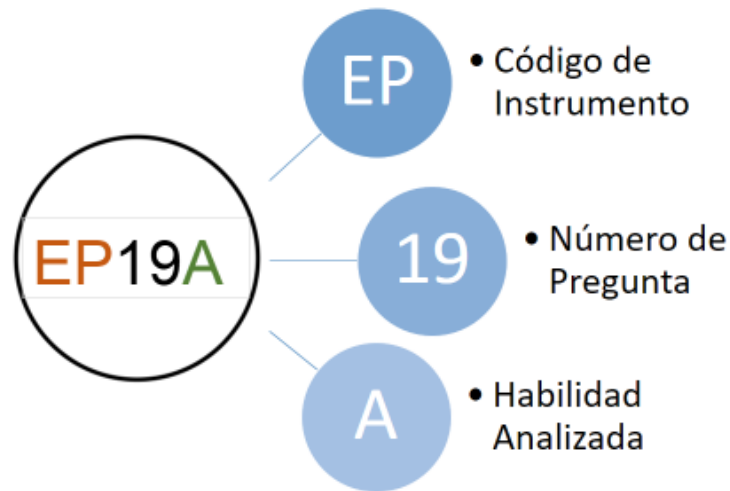 EP19A
EP
• Código de
Instrumento
19
• Número de
Pregunta
A
• Habilidad
Analizada